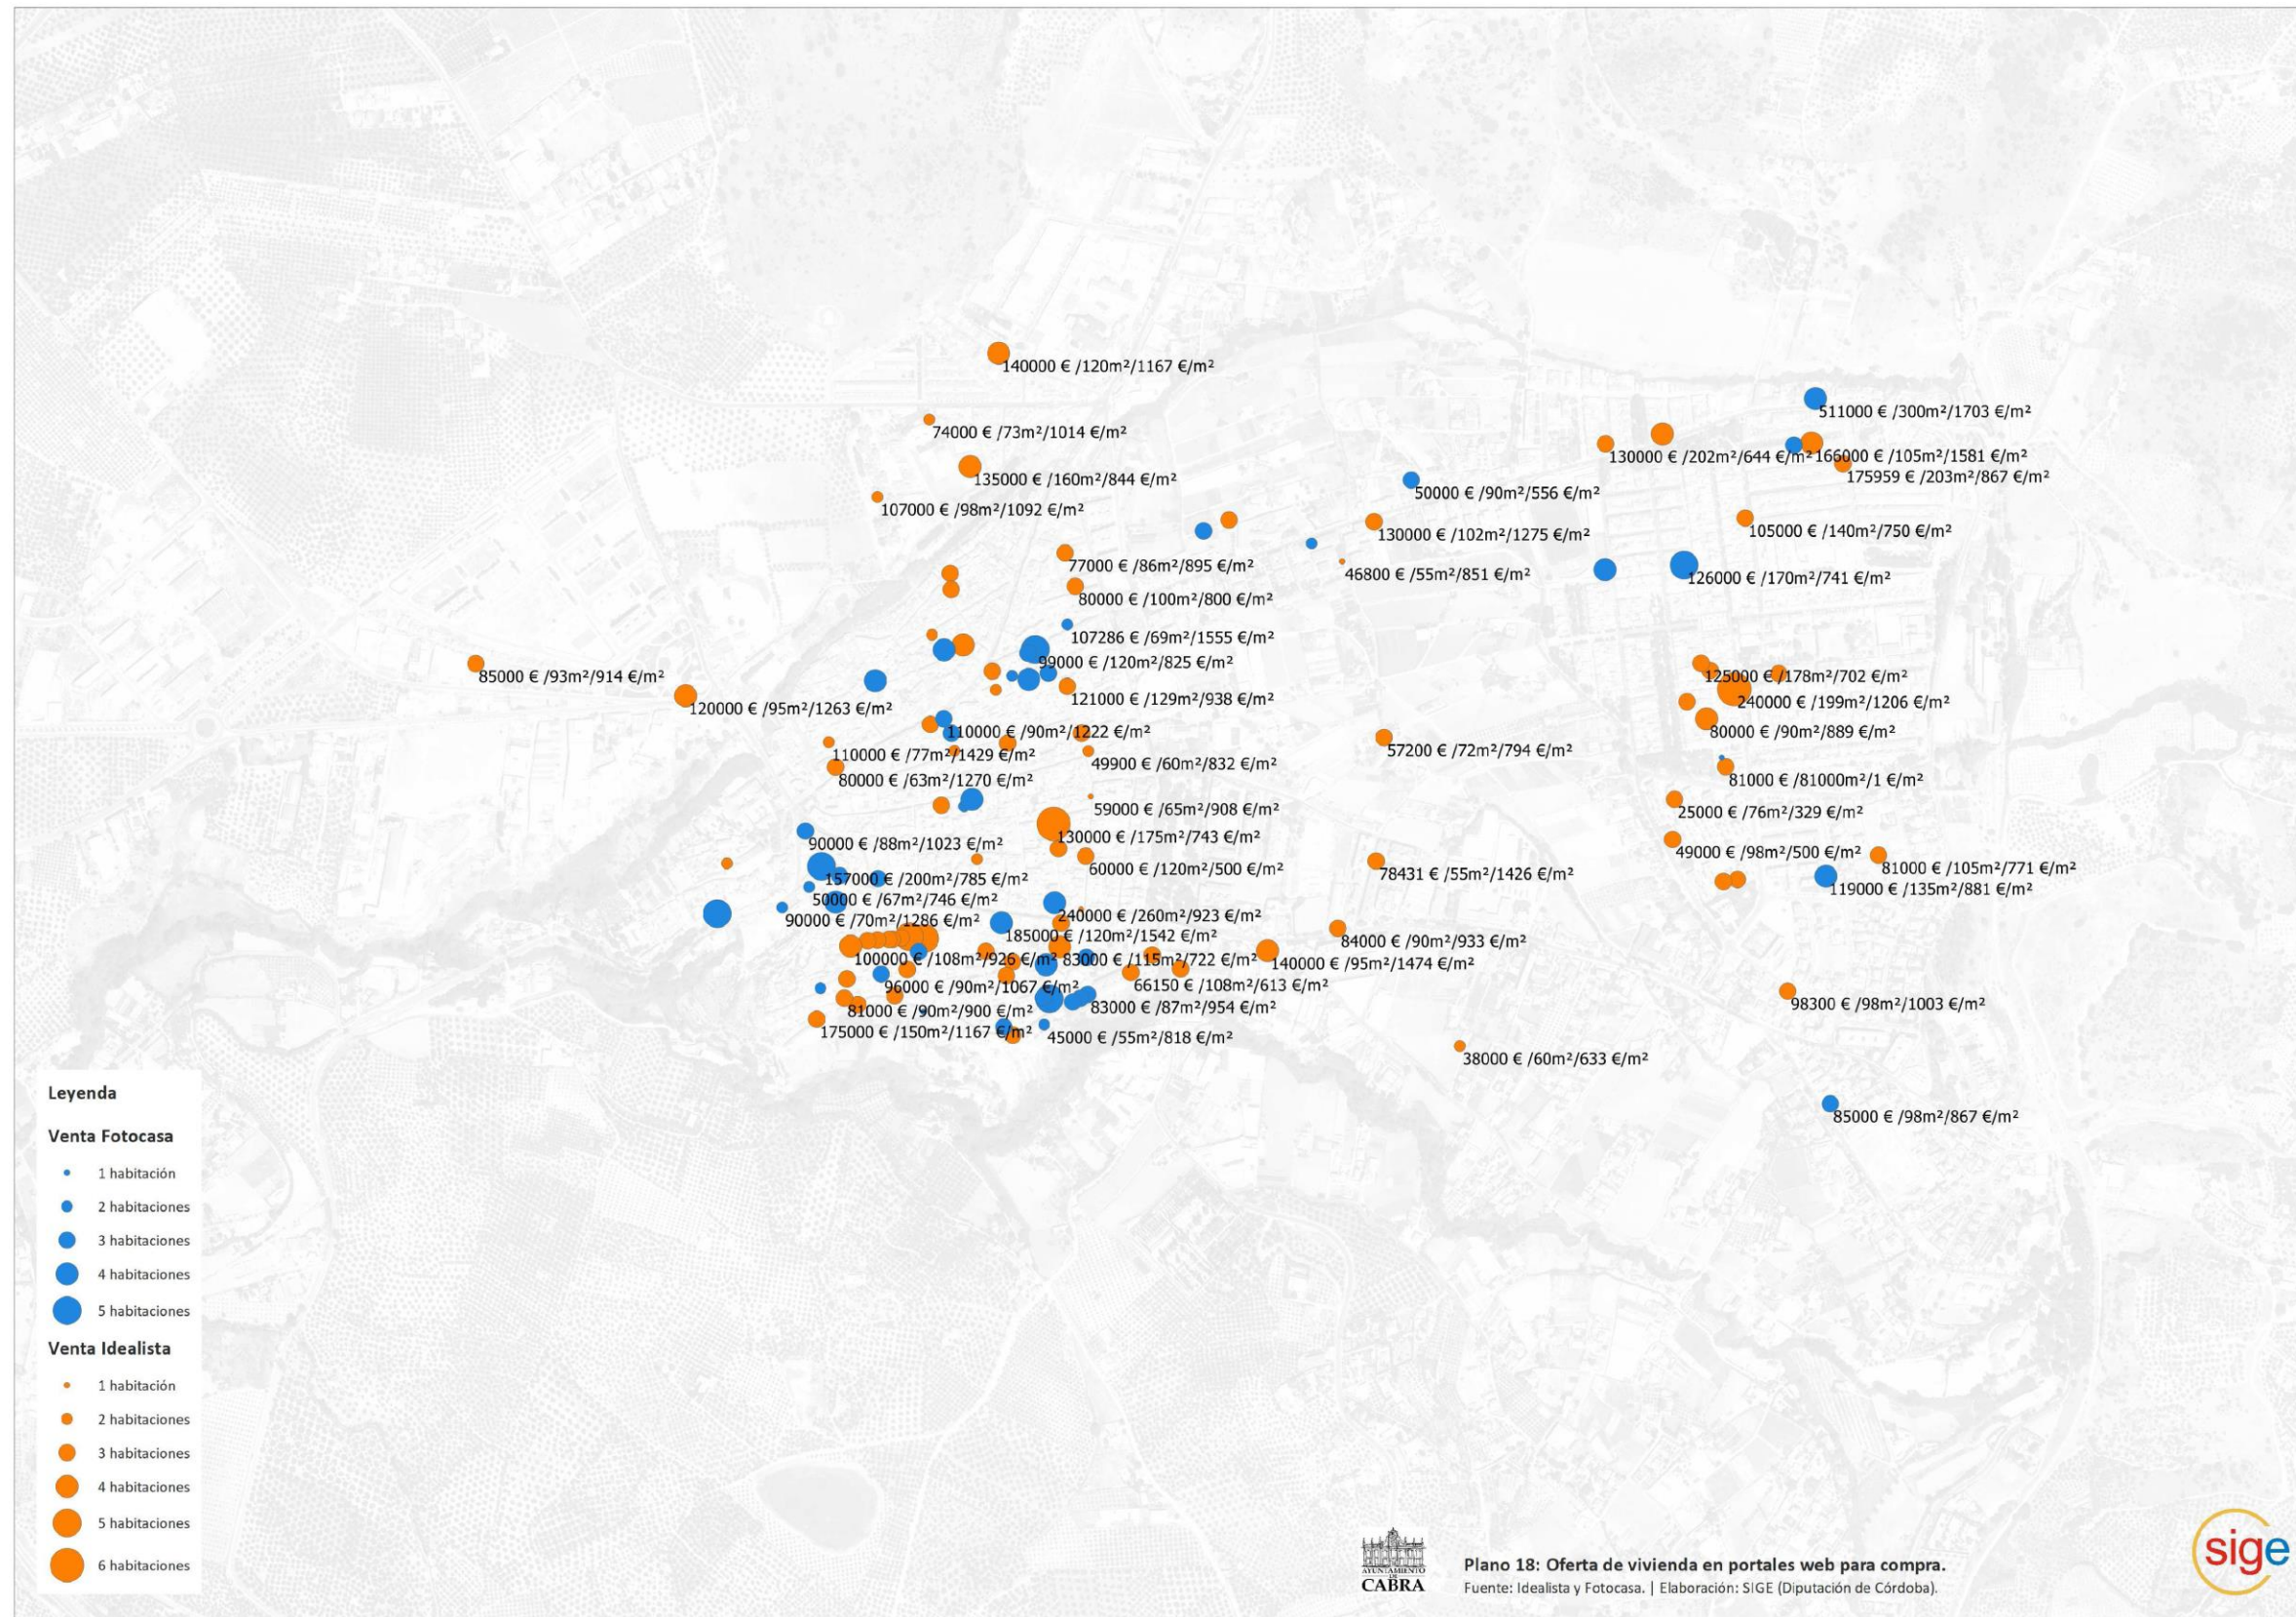 140000 € /120m²/1167 €/m²
511000 € /300m²/1703 €/m²
74000 € /73m²/1014 €/m²
130000 € /202m²/644 €/m²
166000 € /105m²/1581 €/m²
135000 € /160m²/844 €/m²
175959 € /203m²/867 €/m²
50000 € /90m²/556 €/m²
107000 € /98m²/1092 €/m²
130000 € /102m²/1275 €/m²
105000 € /140m²/750 €/m²
77000 € /86m²/895 €/m²
46800 € /55m²/851 €/m²
126000 € /170m²/741 €/m²
80000 € /100m²/800 €/m²
107286 € /69m²/1555 €/m²
99000 € /120m²/825 €/m²
85000 € /93m²/914 €/m²
125000 € /178m²/702 €/m²
121000 € /129m²/938 €/m²
240000 € /199m²/1206 €/m²
120000 € /95m²/1263 €/m²
110000 € /90m²/1222 €/m²
80000 € /90m²/889 €/m²
57200 € /72m²/794 €/m²
110000 € /77m²/1429 €/m²
49900 € /60m²/832 €/m²
80000 € /63m²/1270 €/m²
81000 € /81000m²/1 €/m²
59000 € /65m²/908 €/m²
25000 € /76m²/329 €/m²
130000 € /175m²/743 €/m²
90000 € /88m²/1023 €/m²
49000 € /98m²/500 €/m²
60000 € /120m²/500 €/m²
81000 € /105m²/771 €/m²
78431 € /55m²/1426 €/m²
157000 € /200m²/785 €/m²
119000 € /135m²/881 €/m²
50000 € /67m²/746 €/m²
240000 € /260m²/923 €/m²
90000 € /70m²/1286 €/m²
185000 € /120m²/1542 €/m²
84000 € /90m²/933 €/m²
100000 € /108m²/926 €/m²
83000 € /115m²/722 €/m²
140000 € /95m²/1474 €/m²
96000 € /90m²/1067 €/m²
66150 € /108m²/613 €/m²
98300 € /98m²/1003 €/m²
81000 € /90m²/900 €/m²
83000 € /87m²/954 €/m²
175000 € /150m²/1167 €/m²
45000 € /55m²/818 €/m²
38000 € /60m²/633 €/m²
85000 € /98m²/867 €/m²
Leyenda
Venta Fotocasa
1 habitación
2 habitaciones
3 habitaciones
4 habitaciones
5 habitaciones
Venta Idealista
1 habitación
2 habitaciones
3 habitaciones
4 habitaciones
5 habitaciones
6 habitaciones
AYUNTAMIENTO
DE
CABRA
Plano 18: Oferta de vivienda en portales web para compra.
Fuente: Idealista y Fotocasa. | Elaboración: SIGE (Diputación de Córdoba).
sige